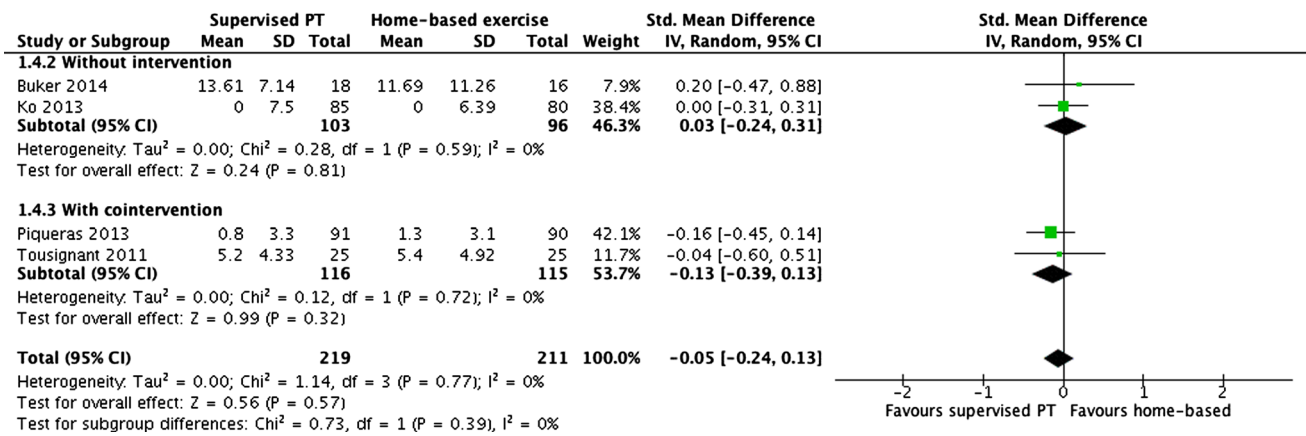 Supervised PT Home-based exercise Std. Mean Difference Std. Mean Difference
Study or Subgroup Mean SD Total Mean SD Total Weight IV, Random, 95% CI IV, Random, 95% CI
1.4.2 Without intervention
Buker 2014 13.61 7.14 18 11.69 11.26 16 7.9% 0.20 [-0.47, 0.88]
Ko 2013 0 7.5 85 0 6.39 80 38.4% 0.00 [-0.31, 0.31]
Subtotal (95% CI) 103 96 46.3% 0.03 [-0.24, 0.31]
Heterogeneity: Tau² = 0.00; Chi² = 0.28, df = 1 (P = 0.59); I² = 0%
Test for overall effect: Z = 0.24 (P = 0.81)
1.4.3 With cointervention
Piqueras 2013 0.8 3.3 91 1.3 3.1 90 42.1% -0.16 [-0.45, 0.14]
Tousignant 2011 5.2 4.33 25 5.4 4.92 25 11.7% -0.04 [-0.60, 0.51]
Subtotal (95% CI) 116 115 53.7% -0.13 [-0.39, 0.13]
Heterogeneity: Tau² = 0.00; Chi² = 0.12, df = 1 (P = 0.72); I² = 0%
Test for overall effect: Z = 0.99 (P = 0.32)
Total (95% CI) 219 211 100.0% -0.05 [-0.24, 0.13]
Heterogeneity: Tau² = 0.00; Chi² = 1.14, df = 3 (P = 0.77); I² = 0%
Test for overall effect: Z = 0.56 (P = 0.57)
Test for subgroup differences: Chi² = 0.73, df = 1 (P = 0.39), I² = 0%
-2 -1 0 1 2
Favours supervised PT Favours home-based